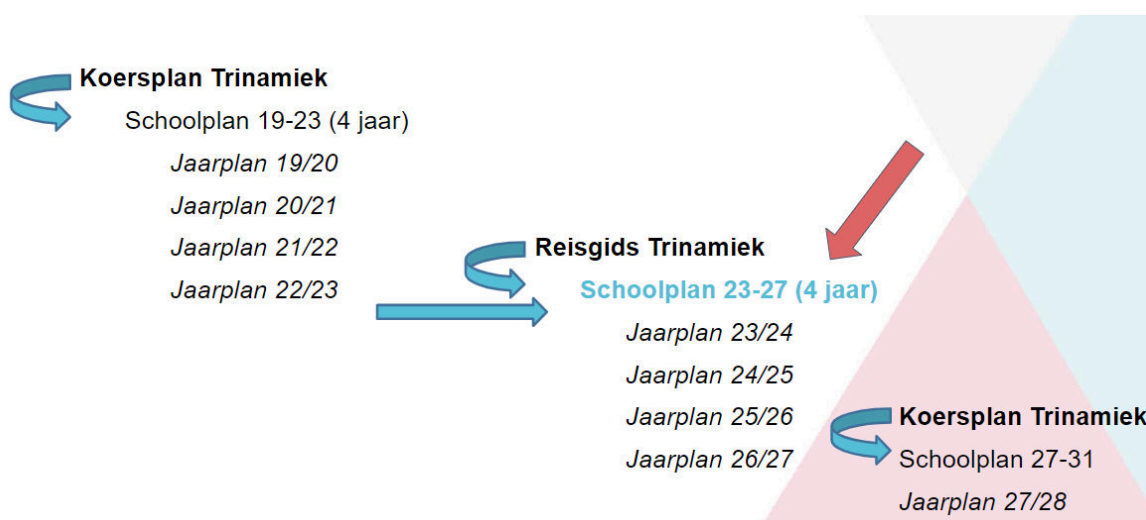 Koersplan Trinamiek
Schoolplan 19-23 (4 jaar)
Jaarplan 19/20
Jaarplan 20/21
Jaarplan 21/22
Jaarplan 22/23
Reisgids Trinamiek
Schoolplan 23-27 (4 jaar)
Jaarplan 23/24
Jaarplan 24/25
Jaarplan 25/26
Jaarplan 26/27
Koersplan Trinamiek
Schoolplan 27-31
Jaarplan 27/28